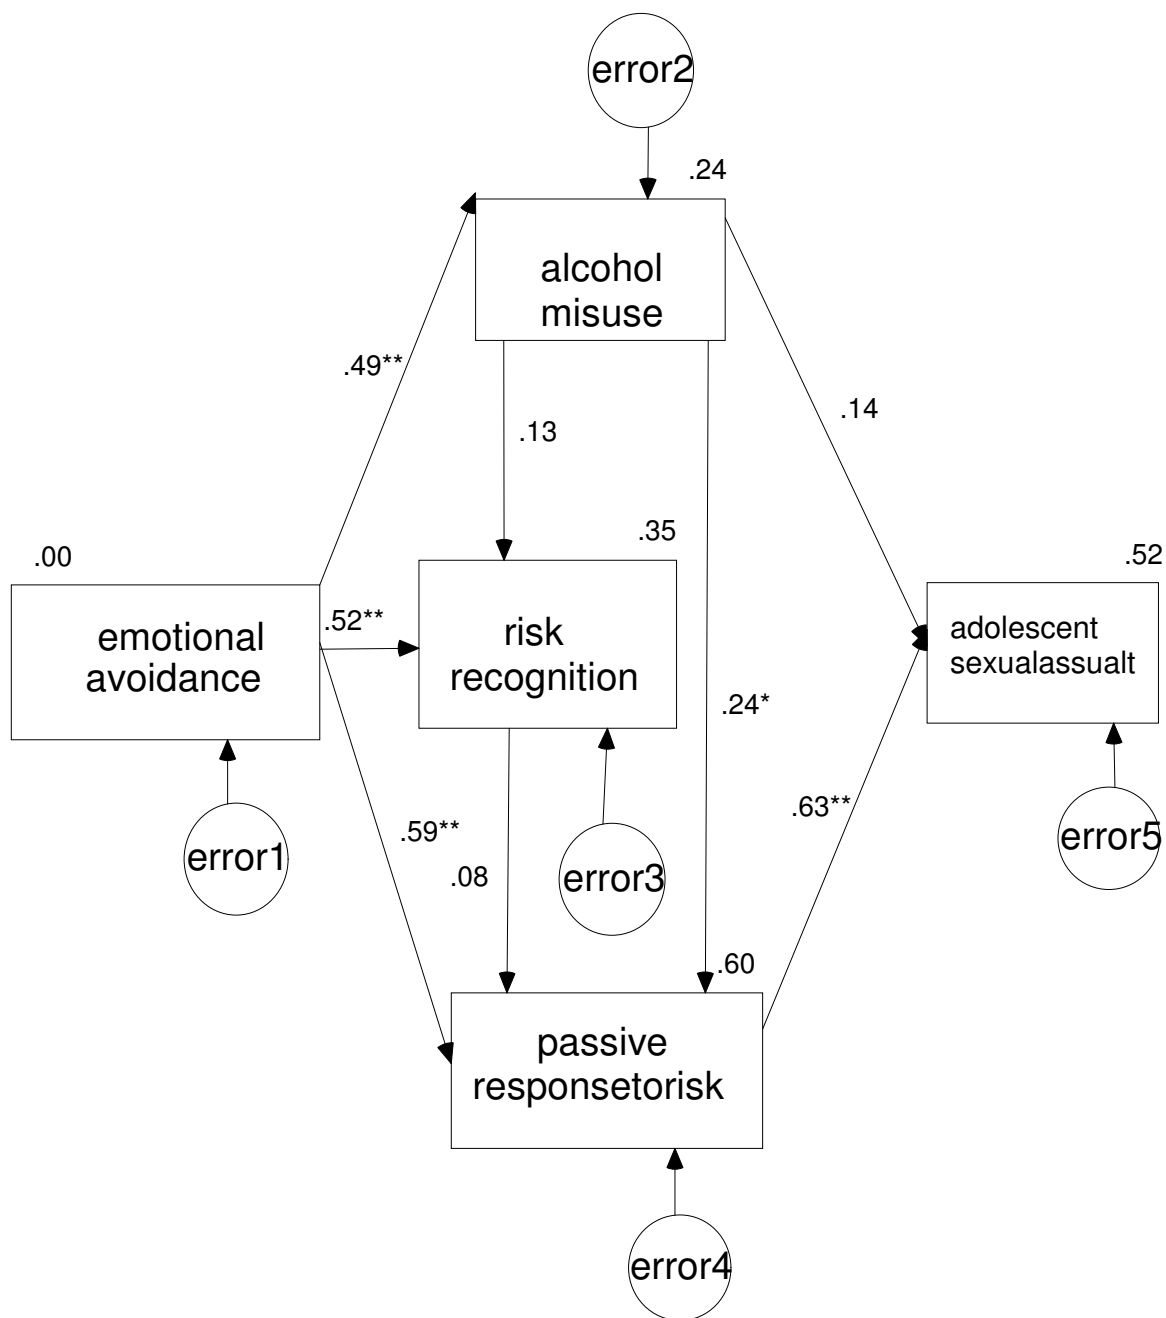 error2
.24
alcohol
misuse
.49**
.14
.13
.35
.00
.52
emotional
avoidance
.52**
risk
recognition
adolescent
sexualassualt
.24*
.63**
.59**
.08
error1
error3
error5
.60
passive
responsetorisk
error4